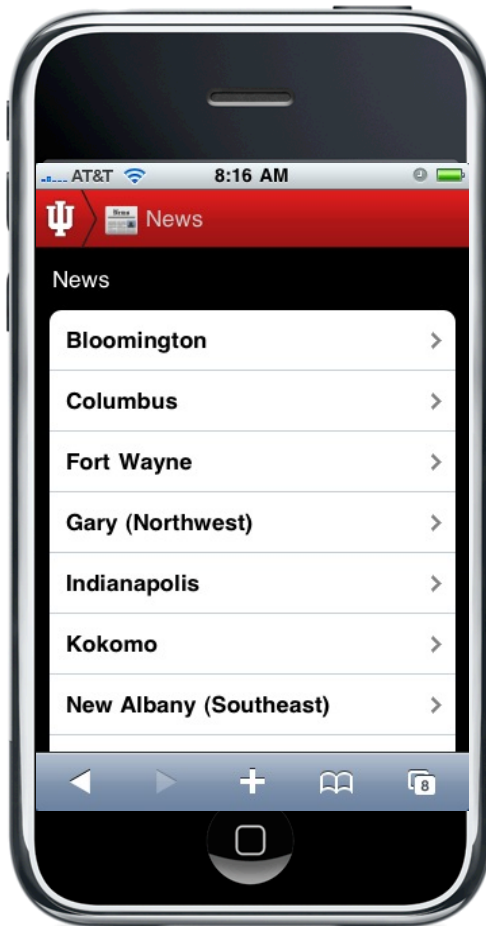 AT&T 8:16 AM
News
News
Bloomington
Columbus
Fort Wayne
Gary (Northwest)
Indianapolis
Kokomo
New Albany (Southeast)
8